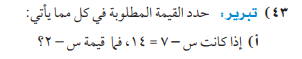 ٤٣) تبرير: حدد القيمة المطلوبة في كل مما يأتي:
أ) إذا كانت س − ٧ = ١٤، فما قيمة س − ٢؟